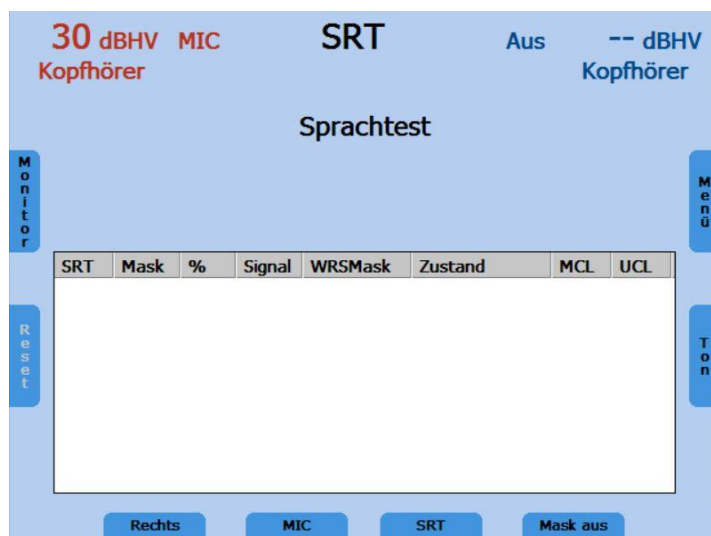 30 dBHV MIC SRT Aus -- dBHV
Kopfhörer Kopfhörer
Sprachtest
Monitor
Menü
SRT Mask % Signal WRSMask Zustand MCL UCL
Reset
Ton
Rechts MIC SRT Mask aus